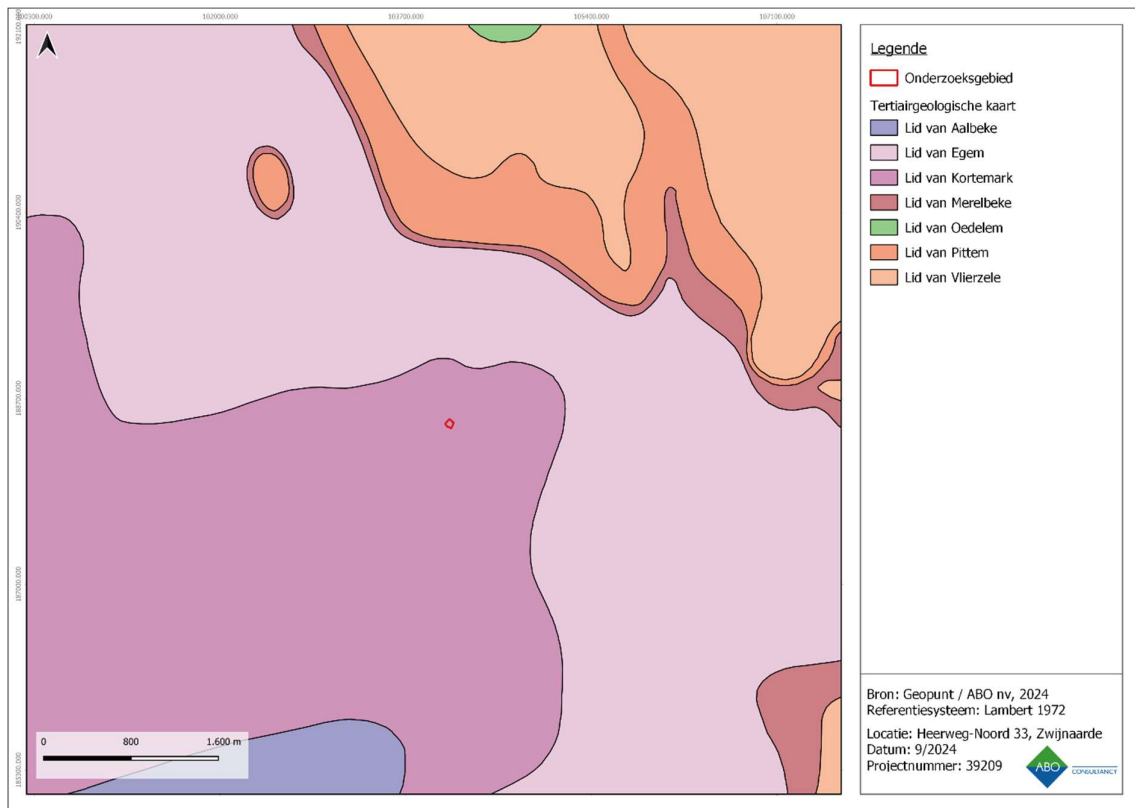 100300.000 102000.000 103700.000 105400.000 107100.000
192100.000
190400.000
188700.000
187000.000
185300.000
0 800 1.600 m
Legende
Onderzoeksgebied
Tertiairgeologische kaart
Lid van Aalbeke
Lid van Egem
Lid van Kortemark
Lid van Merelbeke
Lid van Oedelem
Lid van Pittem
Lid van Vlierzele
Bron: Geopunt / ABO nv, 2024
Referentiesysteem: Lambert 1972
Locatie: Heerweg-Noord 33, Zwijnaarde
Datum: 9/2024
Projectnummer: 39209
ABO
CONSULTANCY